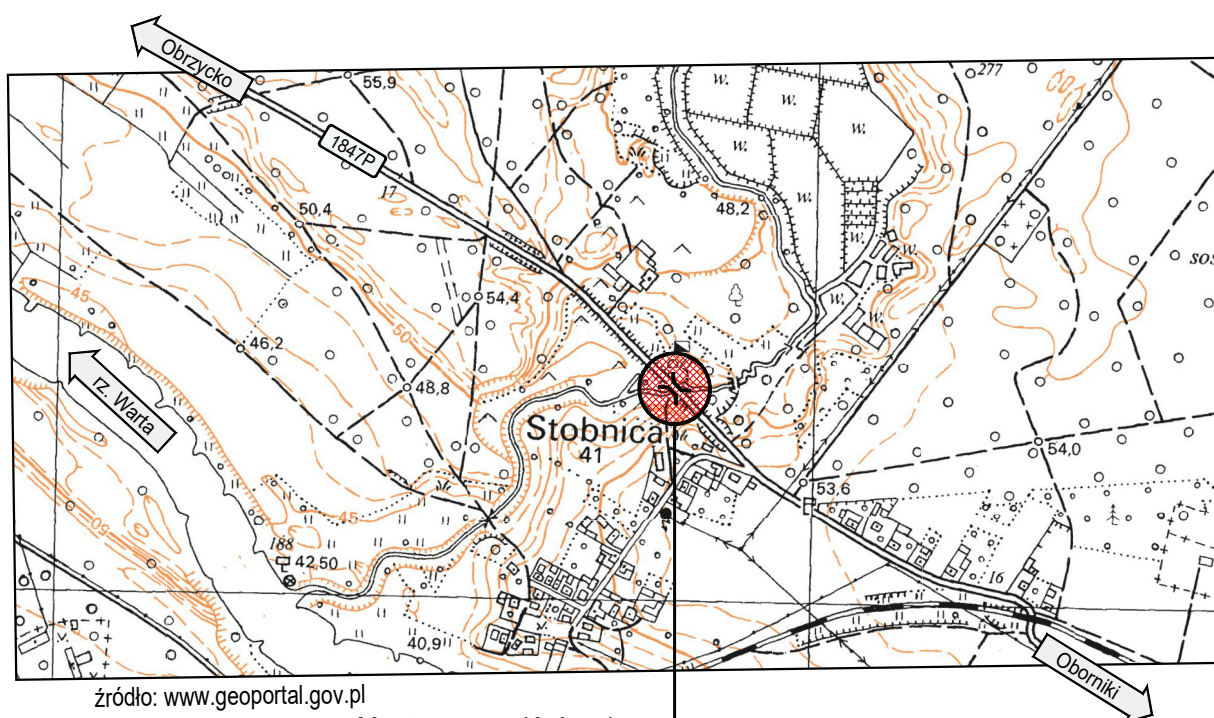 Obrzycko
55,9
277
W.
W.
W.
W.
1847P
17
48,2
W.
50,4
W.
W.
sos
54,4
W.
45
50
W.
46,2
48,8
rz. Warta
Stobnica
41
54,0
53,6
45
188
42,50
16
60
40,9
Oborniki
źródło: www.geoportal.gov.pl